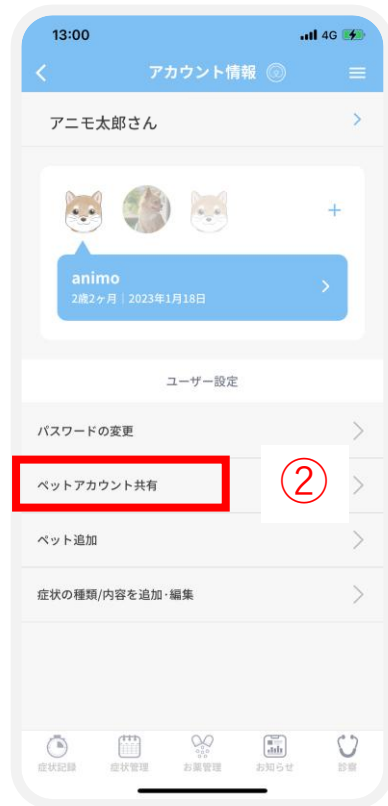 13:00 4G
アカウント情報
アニモ太郎さん
+
animo
2歳2ヶ月｜2023年1月18日
ユーザー設定
パスワードの変更
ペットアカウント共有 ②
ペット追加
症状の種類/内容を追加・編集
症状記録 症状管理 お薬管理 お知らせ 診察